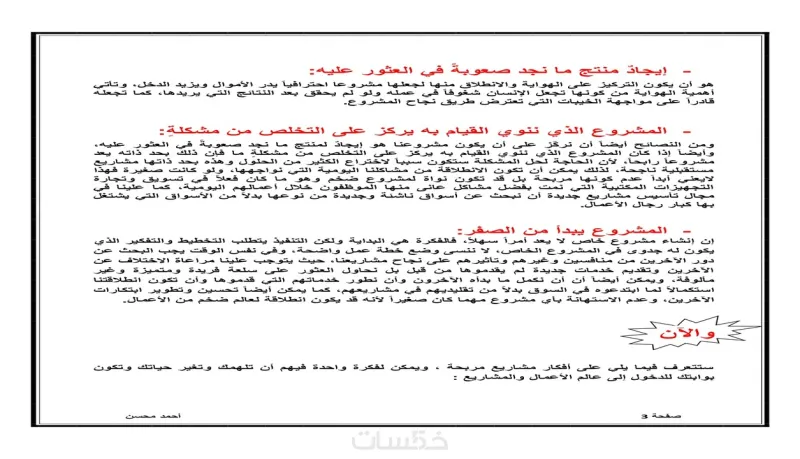 - إيجادَ منتج ما نجد صعوبةً في العثور عليه:
هو أن يكون التركيز على الهواية والانطلاق منها لجعلها مشروعا احترافياً يدر الأموال ويزيد الدخل، وتأتي
أهمية الهواية من كونها تجعل الانسان شغوفاً في عمله ولو لم يحقق بعد النتائج التي يريدها، كما تجعله
قادراً على مواجهة الخيبات التي تعترض طريق نجاح المشروع.
- المشروع الذي ننوي القيام به يركز على التخلص من مشكلةٍ:
ومن النصائح أيضاً أن نركّز على أن يكون مشروعنا هو إيجادَ لمنتج ما نجد صعوبة في العثور عليه،
وأيضاً إذا كان المشروع الذي ننوي القيام به يركز على التخلص من مشكلةٍ ما فإن ذلك بحد ذاته يعد
مشروعاً رابحاً، لأن الحاجة لحل المشكلة ستكون سبباً لاختراع الكثير من الحلول وهذه بحد ذاتها مشاريع
مستقبلية ناجحة، لذلك يمكن أن تكون الانطلاقة من مشاكلنا اليومية التي نواجهها، ولو كانت صغيرة فهذا
لايعني أبداً عدم كونها مربحة بل قد تكون نواة لمشروع ضخم وهو ما كان فعلاً في تسويق وتجارة
التجهيزات المكتبية التي نمت بفضل مشاكل عانى منها الموظفون خلال أعمالهم اليومية، كما علينا في
مجال تأسيس مشاريع جديدة أن نبحث عن أسواق ناشئة وجديدة من نوعها بدلاً من الأسواق التي يشتغل
بها كبار رجال الأعمال.
- المشروع يبدأ من الصفر:
إن إنشاء مشروع خاص لا يعد أمراً سهلاً، فالفكرة هي البداية ولكن التنفيذ يتطلب التخطيط والتفكير الذي
يكون له جدوى في المشروع الخاص، لا ننسى وضع خطة عمل واضحة، وفي نفس الوقت يجب البحث عن
دور الآخرين من منافسين وغيرهم وتأثيرهم على نجاح مشاريعنا، حيث يتوجب علينا مراعاة الاختلاف عن
الآخرين وتقديم خدمات جديدة لم يقدموها من قبل بل نحاول العثور على سلعة فريدة ومتميزة وغير
مألوفة، ويمكن أيضاً أن أن نكمل ما بدأه الآخرون وأن نطور خدماتهم التي قدموها وأن تكون انطلاقتنا
استكمالاً لما ابتدعوه في السوق بدلاً من تقليديهم في مشاريعهم، كما يمكن أيضاً تحسين وتطوير ابتكارات
الآخرين، وعدم الاستهانة بأي مشروع مهما كان صغيراً لأنه قد يكون انطلاقة لعالم ضخم من الأعمال.
والآن
ستتعرف فيما يلي على أفكار مشاريع مربحة ، ويمكن لفكرة واحدة فيهم أن تلهمك وتغير حياتك وتكون
بوابتك للدخول إلى عالم الأعمال والمشاريع :
صفحة 3
أحمد محسن
خمسات